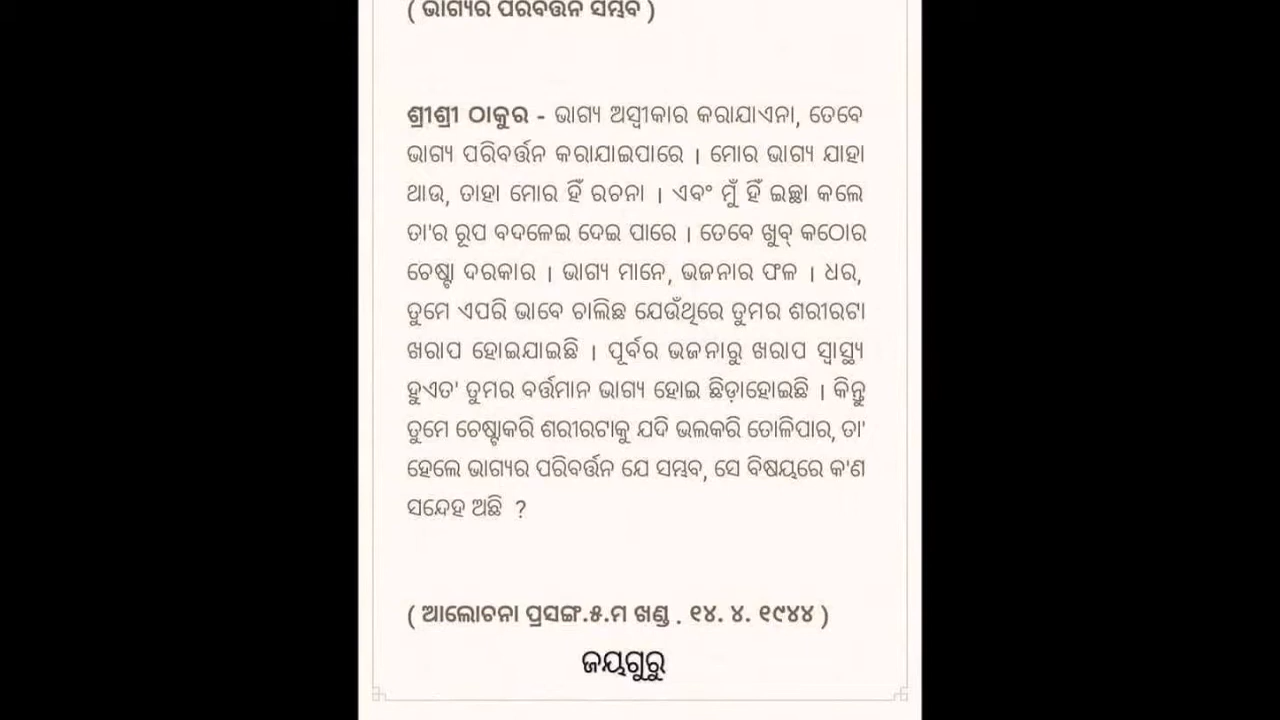 ( ଭାଗ୍ୟର ପରିବର୍ତ୍ତନ ସମ୍ଭବ )
ଶ୍ରୀଶ୍ରୀ ଠାକୁର - ଭାଗ୍ୟ ଅସ୍ୱୀକାର କରାଯାଏନା, ତେବେ
ଭାଗ୍ୟ ପରିବର୍ତ୍ତନ କରାଯାଇପାରେ । ମୋର ଭାଗ୍ୟ ଯାହା
ଥାଉ, ତାହା ମୋର ହିଁ ରଚନା । ଏବଂ ମୁଁ ହିଁ ଇଚ୍ଛା କଲେ
ତା'ର ରୂପ ବଦଳେଇ ଦେଇ ପାରେ । ତେବେ ଖୁବ୍ କଠୋର
ଚେଷ୍ଟା ଦରକାର । ଭାଗ୍ୟ ମାନେ, ଭଜନାର ଫଳ । ଧର,
ତୁମେ ଏପରି ଭାବେ ଚାଲିଛ ଯେଉଁଥିରେ ତୁମର ଶରୀରଟା
ଖରାପ ହୋଇଯାଇଛି । ପୂର୍ବର ଭଜନାରୁ ଖରାପ ସ୍ୱାସ୍ଥ୍ୟ
ହୁଏତ' ତୁମର ବର୍ତ୍ତମାନ ଭାଗ୍ୟ ହୋଇ ଛିଡ଼ାହୋଇଛି । କିନ୍ତୁ
ତୁମେ ଚେଷ୍ଟାକରି ଶରୀରଟାକୁ ଯଦି ଭଲକରି ତୋଳିପାର, ତା'
ହେଲେ ଭାଗ୍ୟର ପରିବର୍ତ୍ତନ ଯେ ସମ୍ଭବ, ସେ ବିଷୟରେ କ'ଣ
ସନ୍ଦେହ ଅଛି ?
( ଆଲୋଚନା ପ୍ରସଙ୍ଗ.୫.ମ ଖଣ୍ଡ . ୧୪. ୪. ୧୯୪୪ )
ଜୟଗୁରୁ